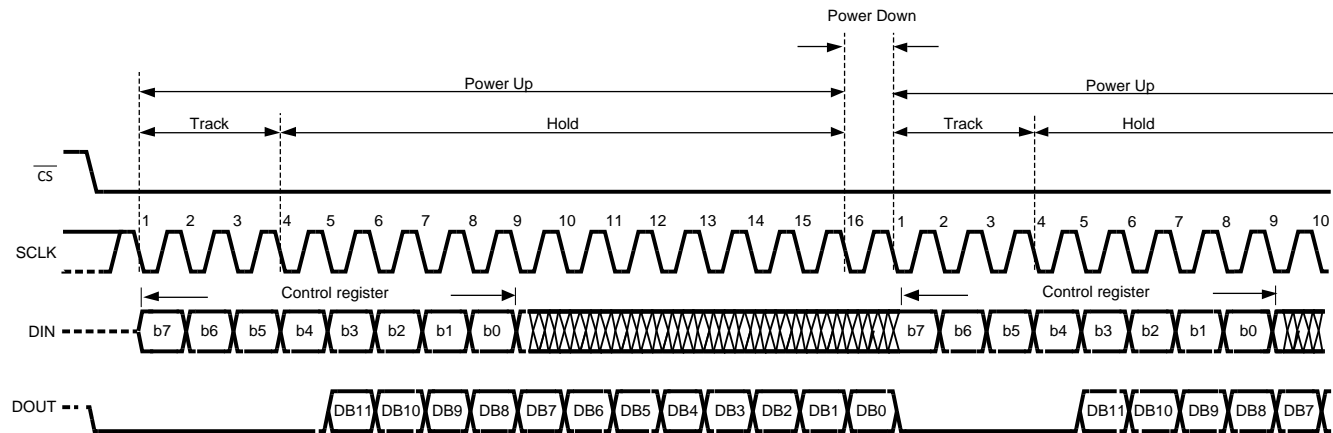 Power Down
Power Up Power Up
Track Hold Track Hold
CS
1 2 3 4 5 6 7 8 9 10 11 12 13 14 15 16 1 2 3 4 5 6 7 8 9 10
SCLK
Control register Control register
DIN b7 b6 b5 b4 b3 b2 b1 b0 b7 b6 b5 b4 b3 b2 b1 b0
DOUT DB11 DB10 DB9 DB8 DB7 DB6 DB5 DB4 DB3 DB2 DB1 DB0 DB11 DB10 DB9 DB8 DB7